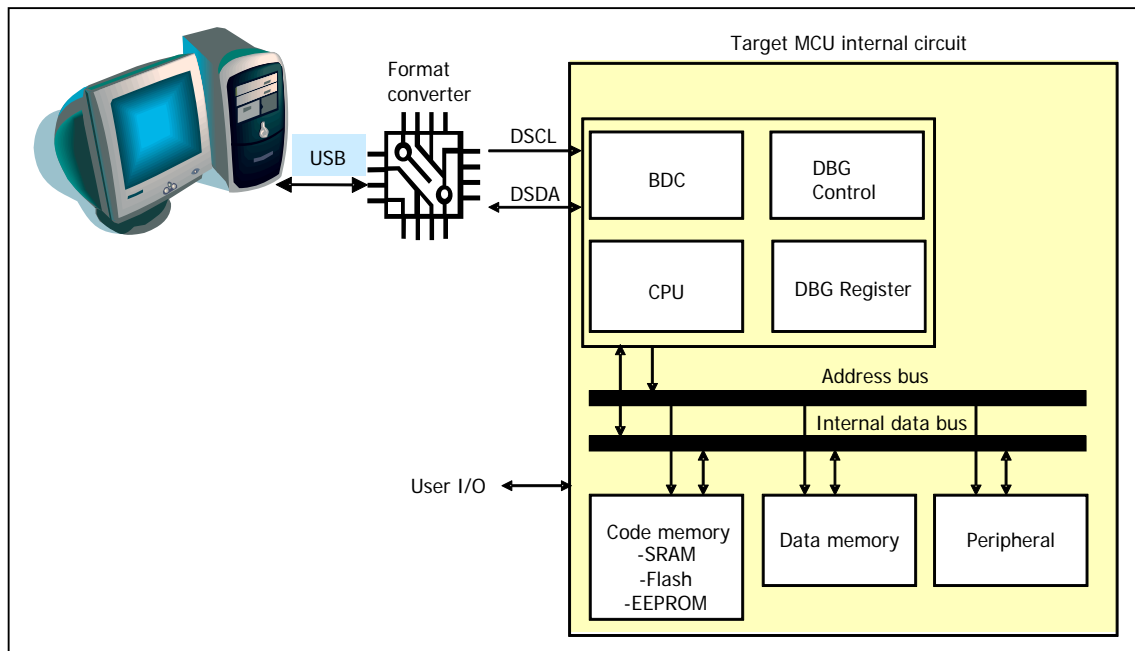 Target MCU internal circuit
Format
converter
USB
DSCL
DSDA
BDC
DBG
Control
CPU
DBG Register
Address bus
Internal data bus
User I/O
Code memory
-SRAM
-Flash
-EEPROM
Data memory
Peripheral